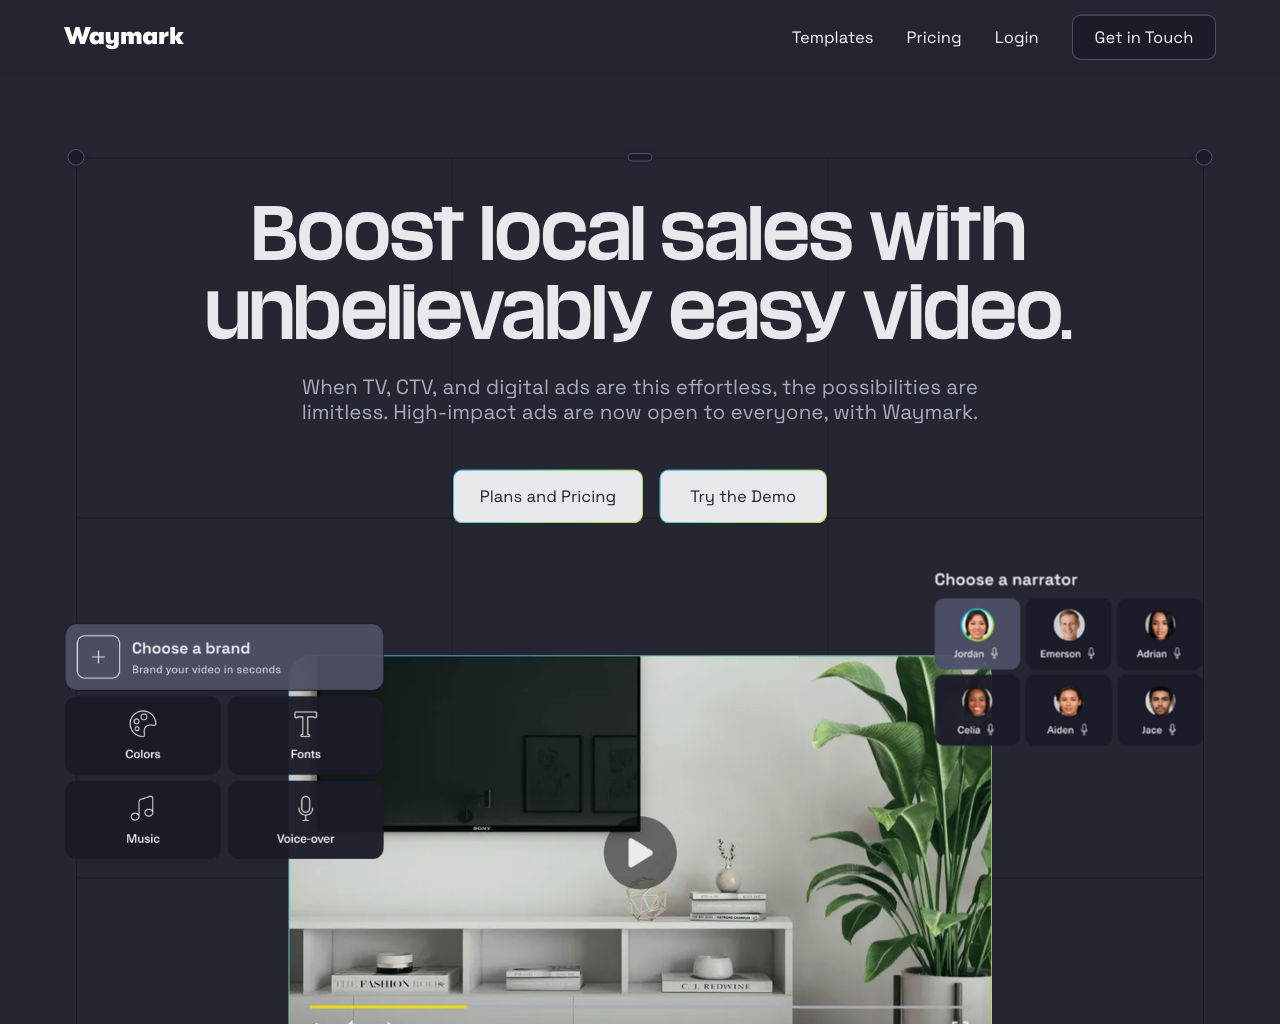 Waymark
Templates
Pricing
Login
Get in Touch
Boost local sales with
unbelievably easy video.
When TV, CTV, and digital ads are this effortless, the possibilities are
limitless. High-impact ads are now open to everyone, with Waymark.
Plans and Pricing
Try the Demo
Choose a narrator
Jordan
Emerson
Adrian
Celia
Aiden
Jace
Choose a brand
Brand your video in seconds
Colors
Fonts
Music
Voice-over
SONY
THE FASHION BOOK
C. J. REDWINE